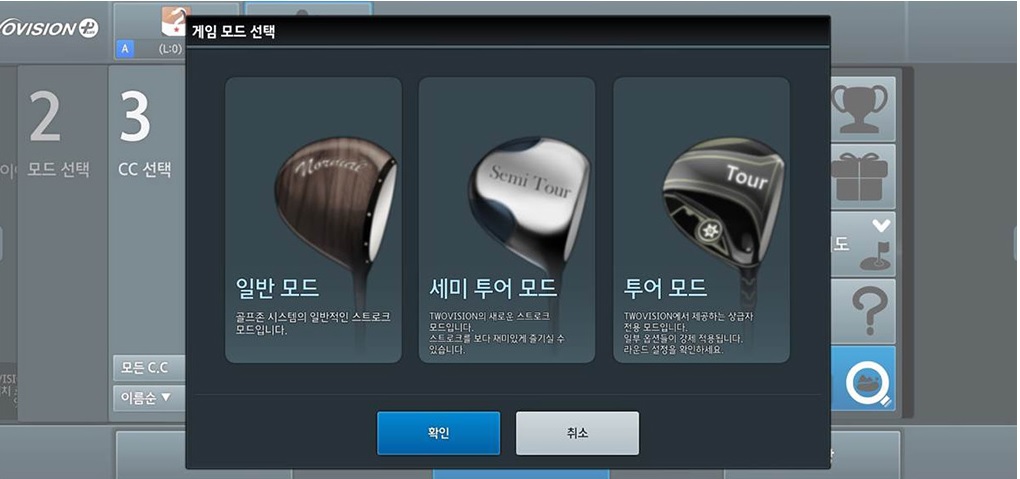 게임 모드 선택
OVISION
A
(L:0)
2
모드 선택
3
CC 선택
Normal
일반 모드
골프존 시스템의 일반적인 스트로크
모드입니다.
Semi Tour
세미 투어 모드
TWOVISION의 새로운 스트로크
모드입니다.
스트로크를 보다 재미있게 즐기실 수
있습니다.
Tour
투어 모드
TWOVISION에서 제공하는 상급자
전용 모드입니다.
일부 옵션들이 강제 적용됩니다.
라운드 설정을 확인하세요.
도
?
모든 C.C
이름순 ▼
확인
취소